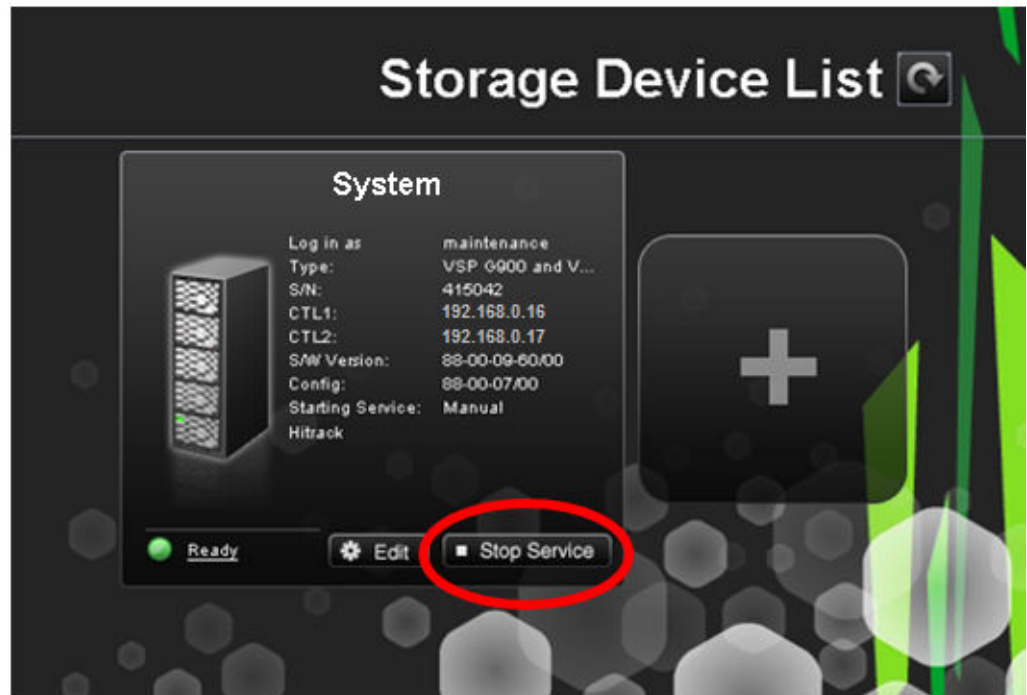 Storage Device List
System
Log in as maintenance
Type: VSP G900 and V...
S/N: 415042
CTL1: 192.168.0.16
CTL2: 192.168.0.17
S/W Version: 88-00-09-60/00
Config: 88-00-07/00
Starting Service: Manual
Hitrack
Ready Edit Stop Service